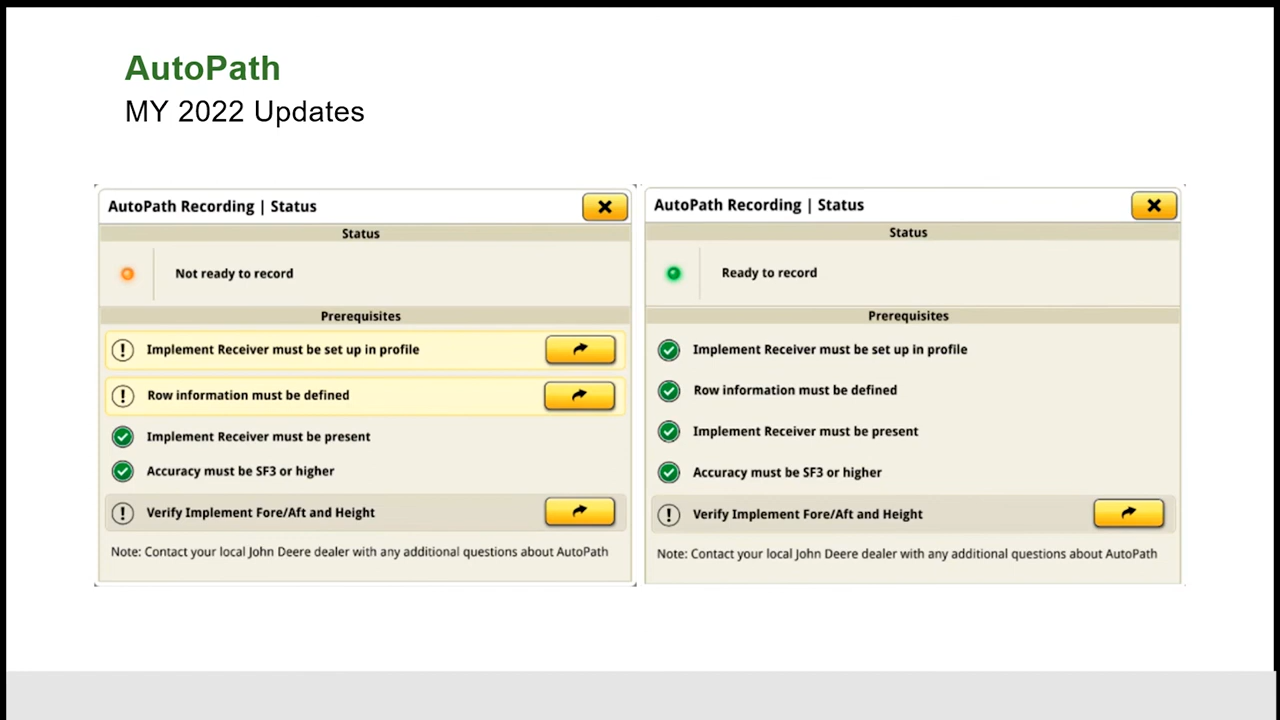 AutoPath
MY 2022 Updates
AutoPath Recording | Status
Status
Not ready to record
Prerequisites
Implement Receiver must be set up in profile
Row information must be defined
Implement Receiver must be present
Accuracy must be SF3 or higher
Verify Implement Fore/Aft and Height
Note: Contact your local John Deere dealer with any additional questions about AutoPath
AutoPath Recording | Status
Status
Ready to record
Prerequisites
Implement Receiver must be set up in profile
Row information must be defined
Implement Receiver must be present
Accuracy must be SF3 or higher
Verify Implement Fore/Aft and Height
Note: Contact your local John Deere dealer with any additional questions about AutoPath